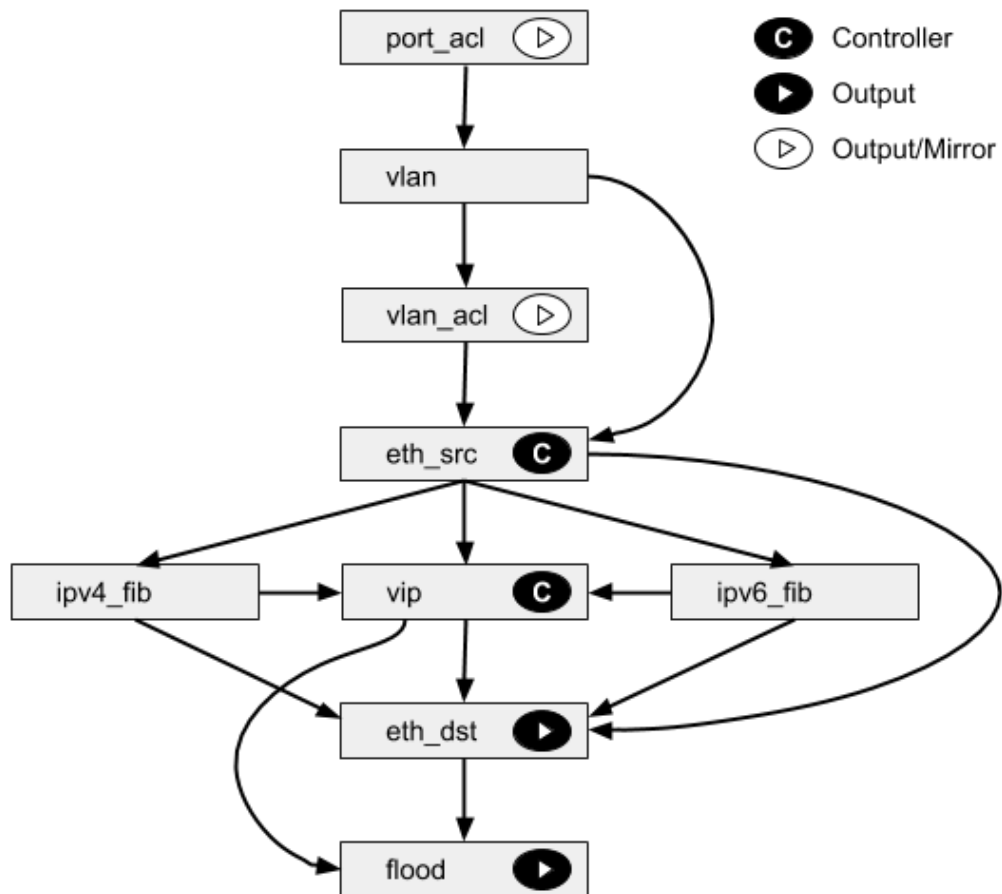 port_acl
C Controller
Output
Output/Mirror
vlan
vlan_acl
eth_src C
ipv4_fib
vip C
ipv6_fib
eth_dst
flood